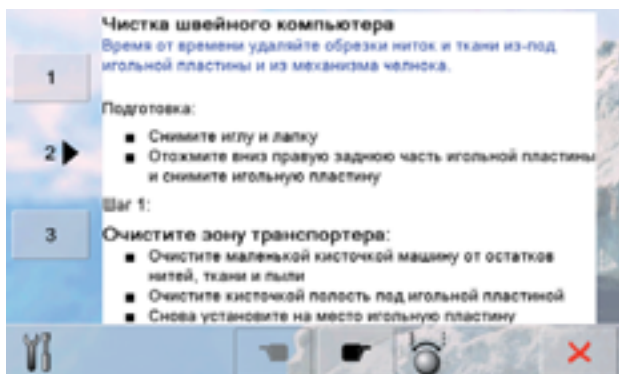 Чистка швейного компьютера
Время от времени удаляйте обрезки ниток и ткани из-под
игольной пластины и из механизма челнока.
1
Подготовка:
■ Снимите иглу и лапку
2
■ Отожмите вниз правую заднюю часть игольной пластины
и снимите игольную пластину
Шаг 1:
3
Очистите зону транспортера:
■ Очистите маленькой кисточкой машину от остатков
нитей, ткани и пыли
■ Очистите кисточкой полость под игольной пластиной
■ Снова установите на место игольную пластину